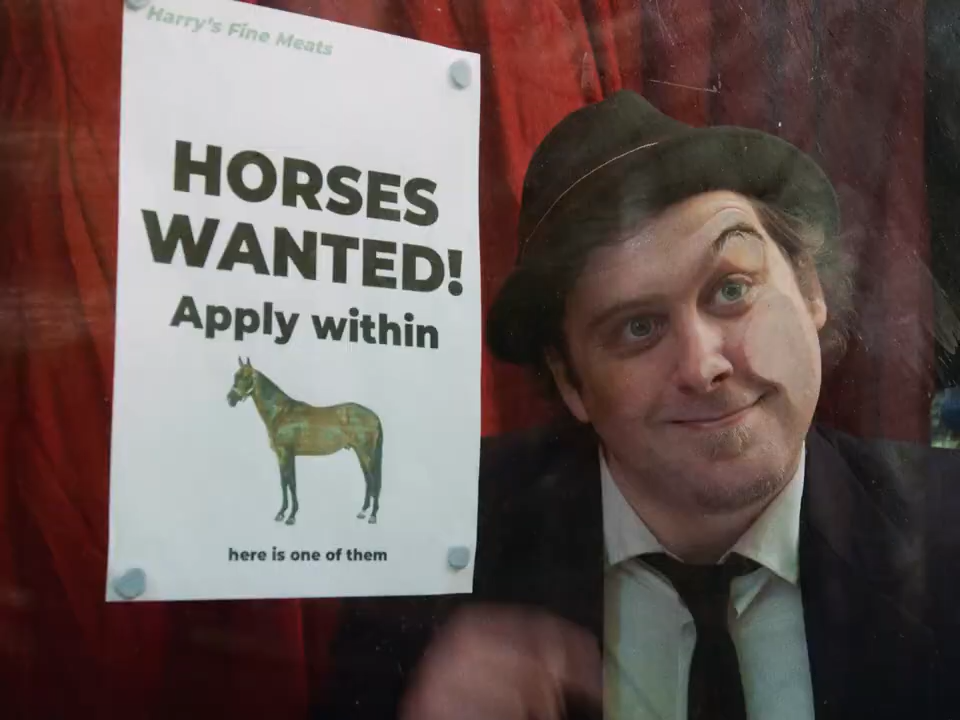 Harry's Fine Meats
HORSES
WANTED!
Apply within
here is one of them